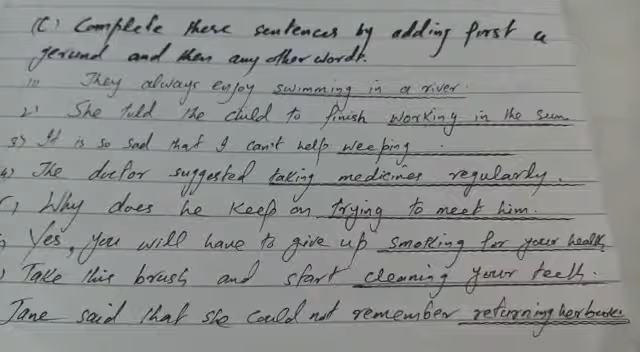 (C) Complete these sentences by adding first a
gerund and then any other words.
1) They always enjoy swimming in a river.
2) She told the child to finish working in the sun
3) It is so sad that I can't help weeping .
4) The doctor suggested taking medicines regularly.
) Why does he keep on trying to meet him.
) Yes, you will have to give up smoking for your health
) Take this brush and start cleaning your teeth.
Jane said that she could not remember returning her